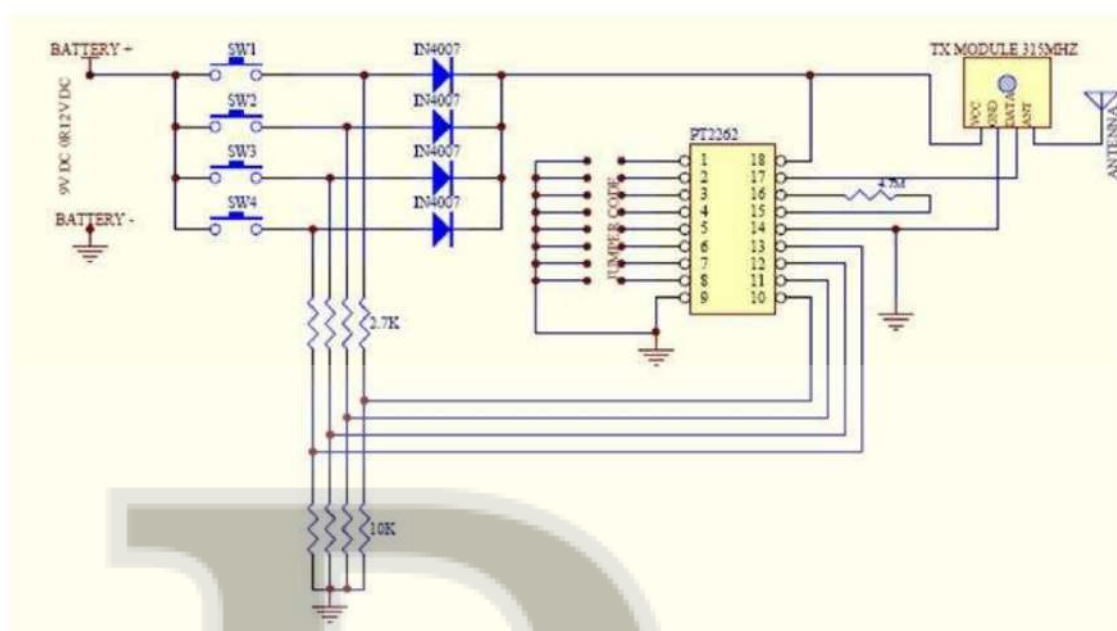 BATTERY +
SW1
IN4007
TX MODULE 315MHZ
SW2
IN4007
VCC
GND
DATA
ANT
ANTENNA
9V DC 0R12V DC
SW3
IN4007
PT2262
SW4
IN4007
BATTERY -
JUMPER CODE
1 18
2 17
3 16
4.7M
4 15
5 14
6 13
7 12
8 11
9 10
2.7K
10K